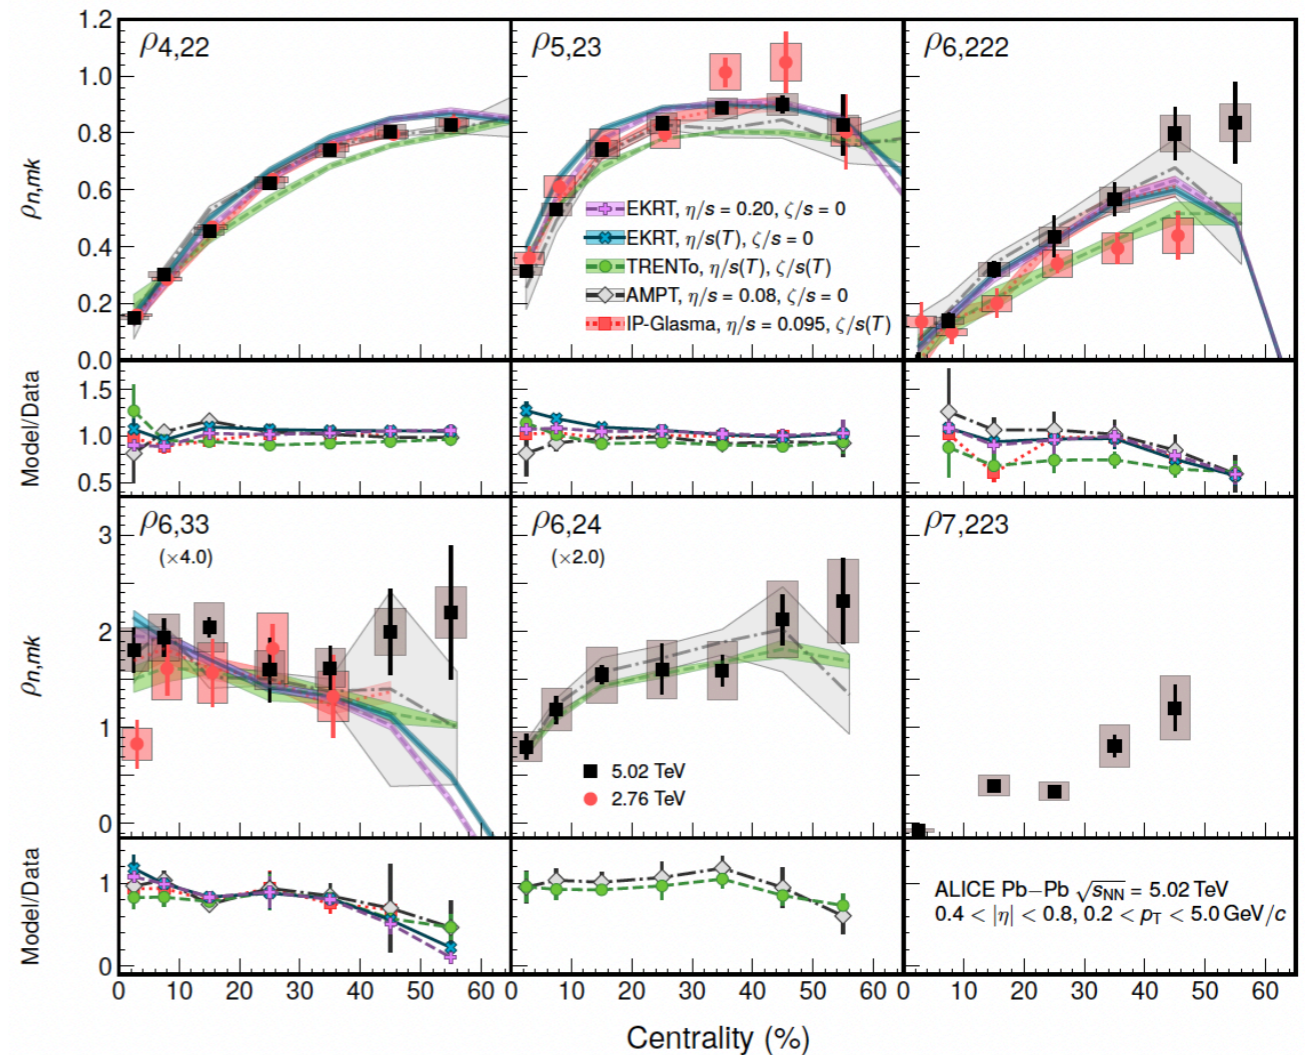 ρ4,22
ρ5,23
ρ6,222
1.2
1.0
0.8
0.6
0.4
0.2
0.0
ρn,mk
EKRT, η/s = 0.20, ζ/s = 0
EKRT, η/s(T), ζ/s = 0
TRENTo, η/s(T), ζ/s(T)
AMPT, η/s = 0.08, ζ/s = 0
IP-Glasma, η/s = 0.095, ζ/s(T)
Model/Data
1.5
1.0
0.5
ρ6,33
(×4.0)
ρ6,24
(×2.0)
ρ7,223
3
2
1
0
ρn,mk
5.02 TeV
2.76 TeV
Model/Data
1
0
ALICE Pb−Pb √sNN = 5.02 TeV
0.4 < |η| < 0.8, 0.2 < pT < 5.0 GeV/c
0 10 20 30 40 50 60 0 10 20 30 40 50 60 0 10 20 30 40 50 60
Centrality (%)